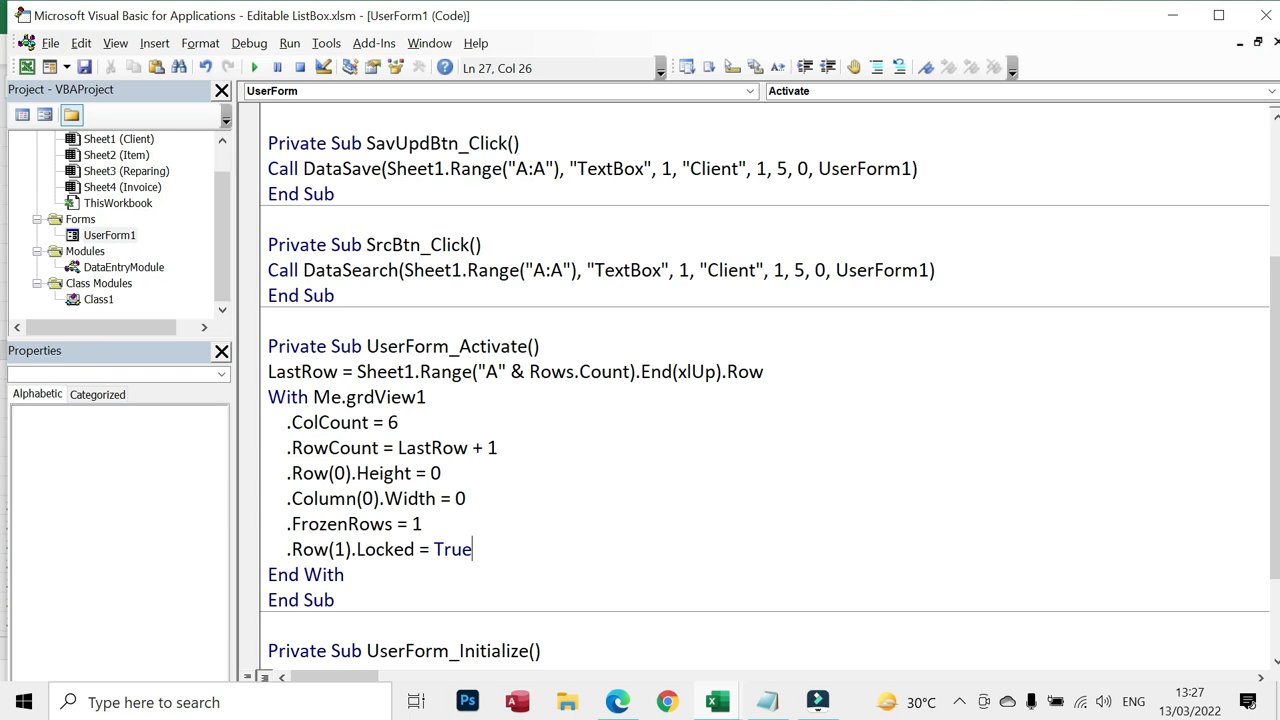 Microsoft Visual Basic for Applications - Editable ListBox.xlsm - [UserForm1 (Code)]
File Edit View Insert Format Debug Run Tools Add-Ins Window Help
Ln 27, Col 26
Project - VBAProject
UserForm
Activate
Sheet1 (Client)
Sheet2 (Item)
Sheet3 (Reparing)
Sheet4 (Invoice)
ThisWorkbook
Forms
UserForm1
Modules
DataEntryModule
Class Modules
Class1
Properties
Alphabetic Categorized
Private Sub SavUpdBtn_Click()
Call DataSave(Sheet1.Range("A:A"), "TextBox", 1, "Client", 1, 5, 0, UserForm1)
End Sub
Private Sub SrcBtn_Click()
Call DataSearch(Sheet1.Range("A:A"), "TextBox", 1, "Client", 1, 5, 0, UserForm1)
End Sub
Private Sub UserForm_Activate()
LastRow = Sheet1.Range("A" & Rows.Count).End(xlUp).Row
With Me.grdView1
.ColCount = 6
.RowCount = LastRow + 1
.Row(0).Height = 0
.Column(0).Width = 0
.FrozenRows = 1
.Row(1).Locked = True
End With
End Sub
Private Sub UserForm_Initialize()
Type here to search
Ps
30°C
ENG
13:27
13/03/2022